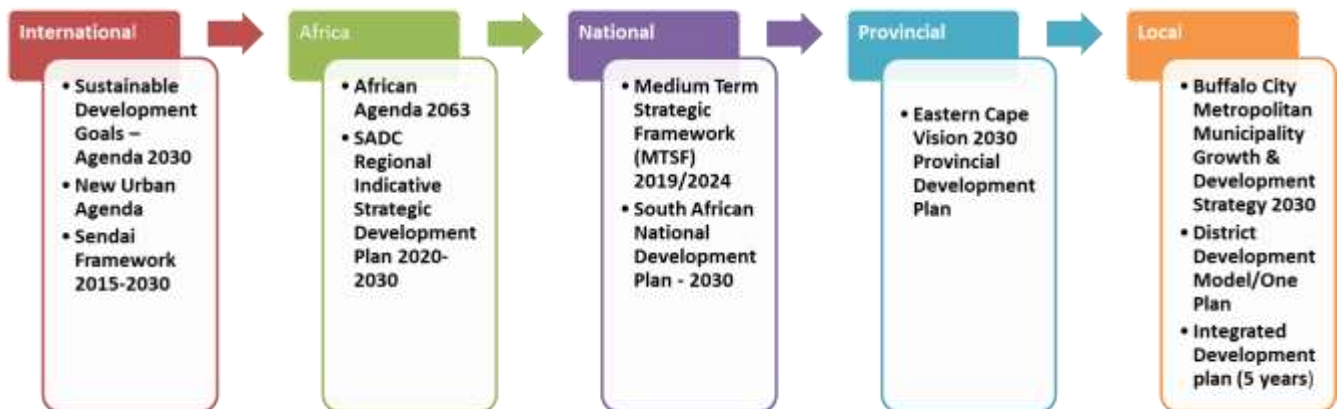 International
• Sustainable
Development
Goals –
Agenda 2030
• New Urban
Agenda
• Sendai
Framework
2015-2030
Africa
• African
Agenda 2063
• SADC
Regional
Indicative
Strategic
Development
Plan 2020-
2030
National
• Medium Term
Strategic
Framework
(MTSF)
2019/2024
• South African
National
Development
Plan - 2030
Provincial
• Eastern Cape
Vision 2030
Provincial
Development
Plan
Local
• Buffalo City
Metropolitan
Municipality
Growth &
Development
Strategy 2030
• District
Development
Model/One
Plan
• Integrated
Development
plan (5 years)